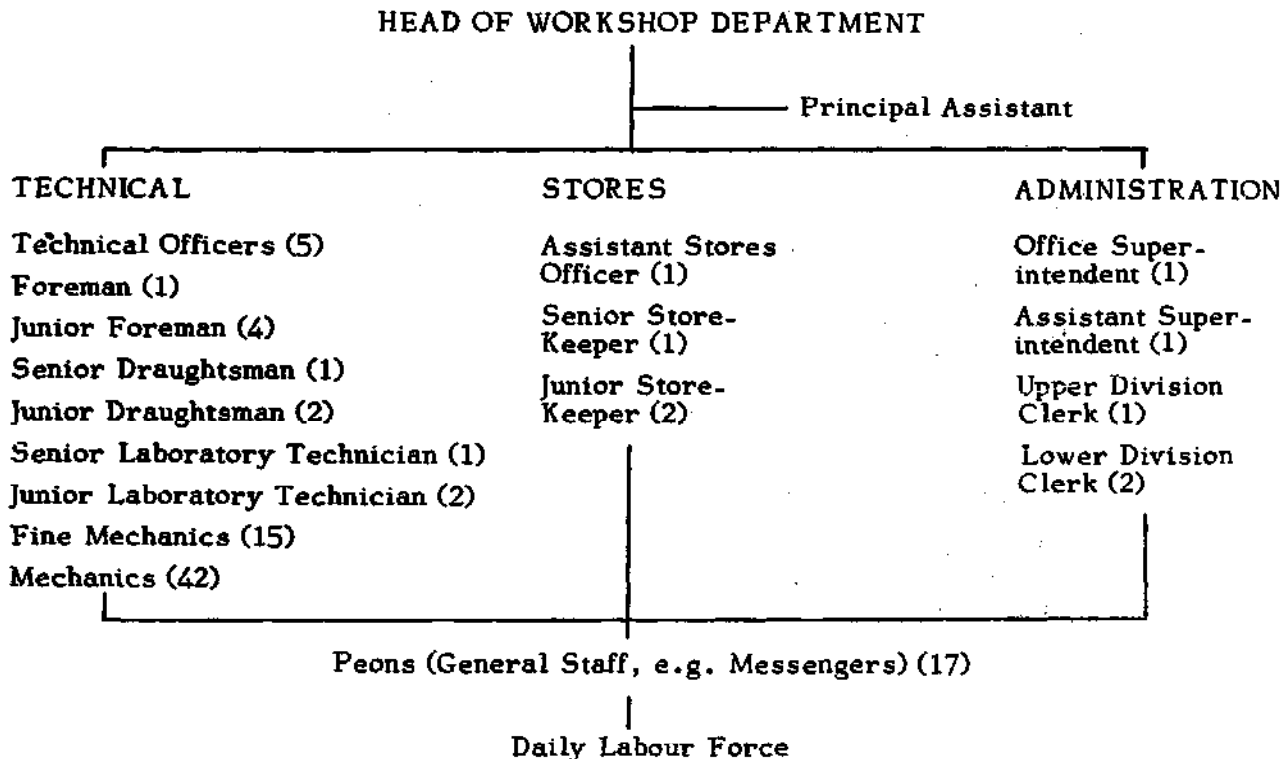 HEAD OF WORKSHOP DEPARTMENT
Principal Assistant
TECHNICAL
Technical Officers (5)
Foreman (1)
Junior Foreman (4)
Senior Draughtsman (1)
Junior Draughtsman (2)
Senior Laboratory Technician (1)
Junior Laboratory Technician (2)
Fine Mechanics (15)
Mechanics (42)
STORES
Assistant Stores
Officer (1)
Senior Store-
Keeper (1)
Junior Store-
Keeper (2)
ADMINISTRATION
Office Super-
intendent (1)
Assistant Super-
intendent (1)
Upper Division
Clerk (1)
Lower Division
Clerk (2)
Peons (General Staff, e.g. Messengers) (17)
Daily Labour Force